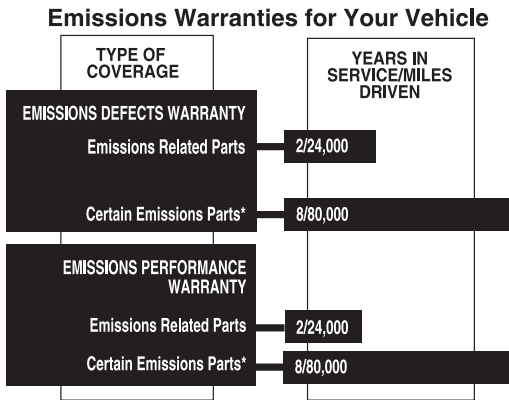 Emissions Warranties for Your Vehicle
TYPE OF
COVERAGE
YEARS IN
SERVICE/MILES
DRIVEN
EMISSIONS DEFECTS WARRANTY
Emissions Related Parts
2/24,000
Certain Emissions Parts*
8/80,000
EMISSIONS PERFORMANCE
WARRANTY
Emissions Related Parts
2/24,000
Certain Emissions Parts*
8/80,000